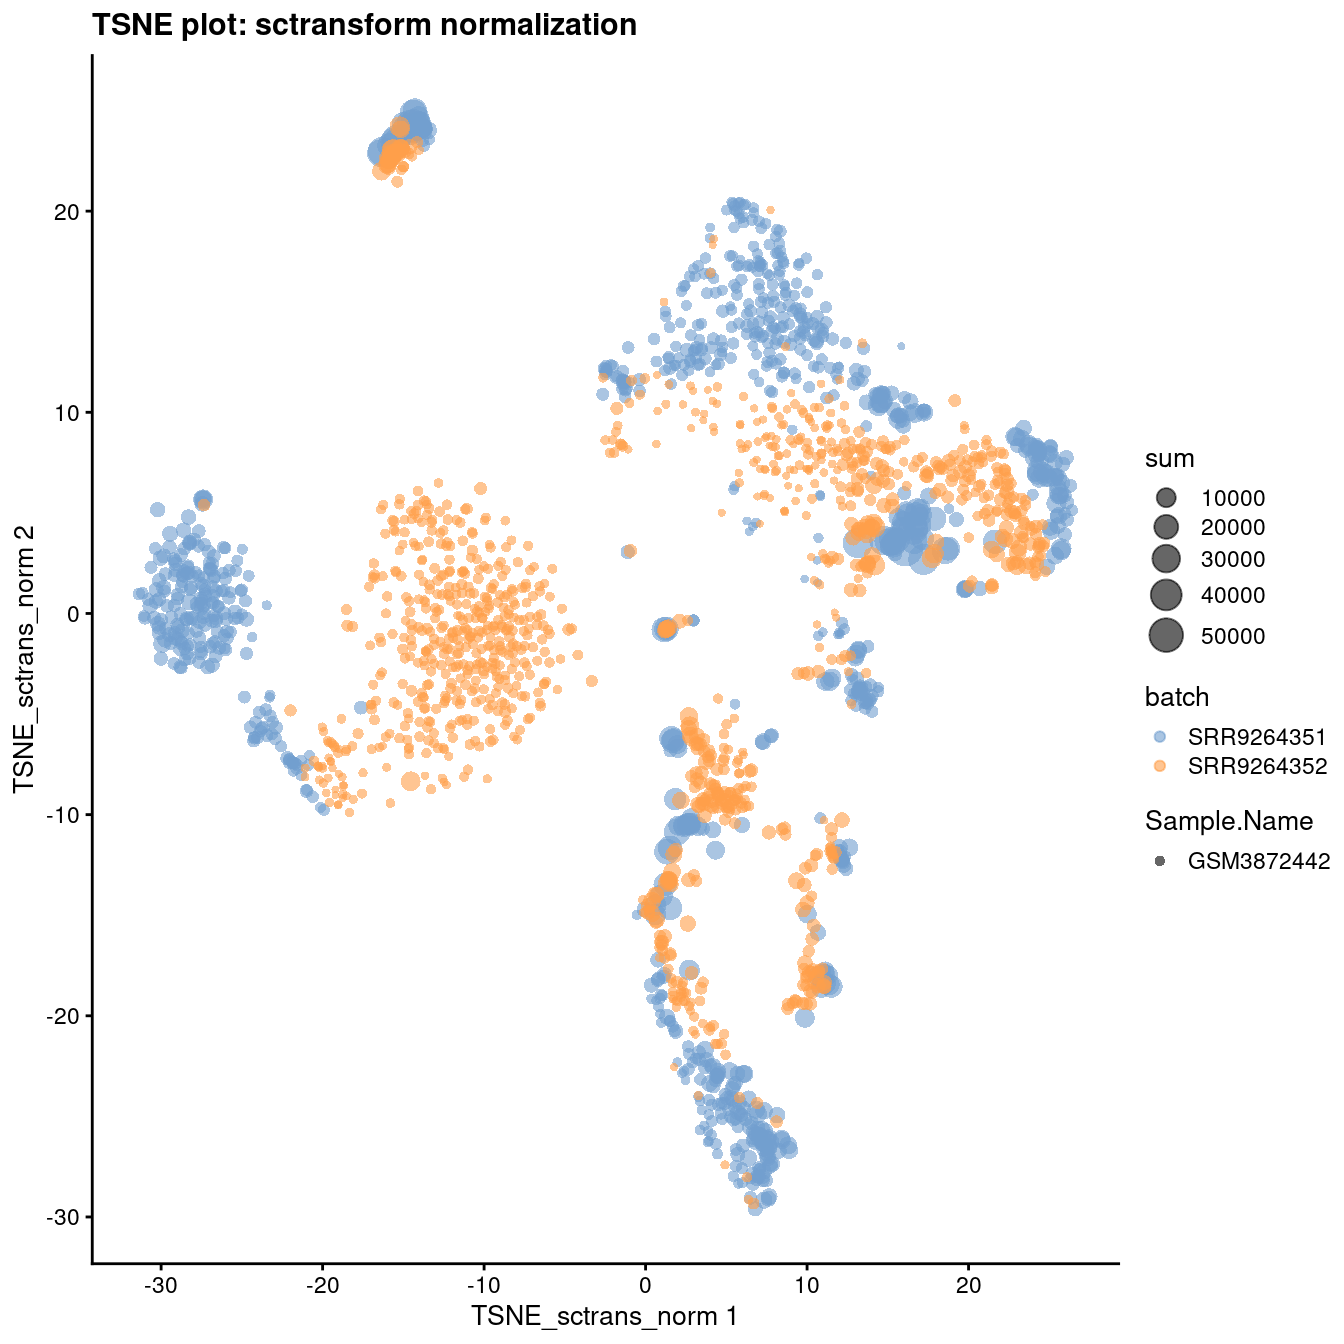 TSNE plot: sctransform normalization
TSNE_sctrans_norm 2
20
10
0
-10
-20
-30
-30
-20
-10
0
10
20
TSNE_sctrans_norm 1
sum
10000
20000
30000
40000
50000
batch
SRR9264351
SRR9264352
Sample.Name
GSM3872442